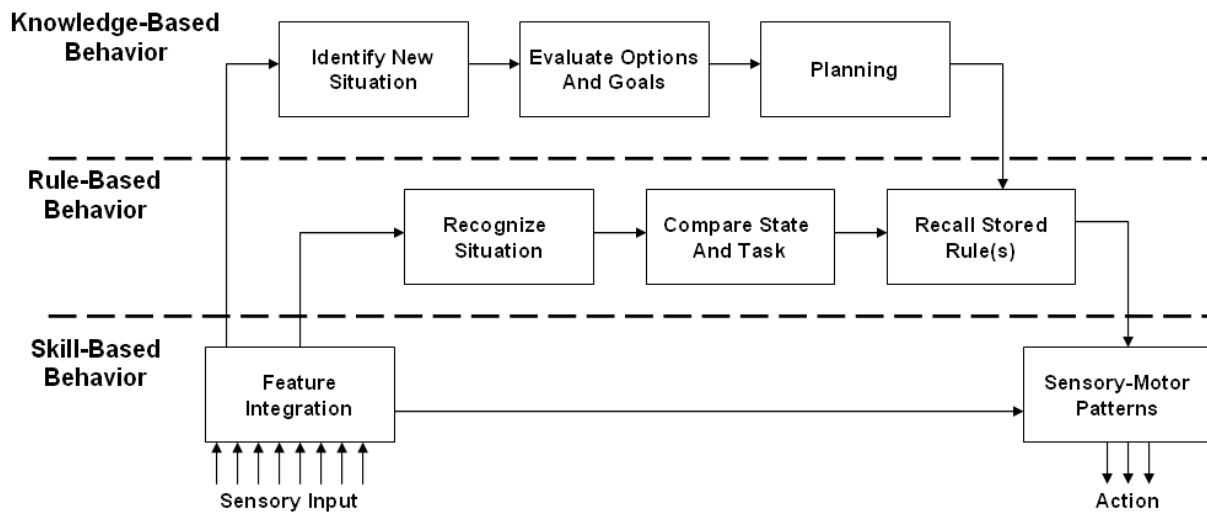 Knowledge-Based
Behavior
Identify New
Situation
Evaluate Options
And Goals
Planning
Rule-Based
Behavior
Recognize
Situation
Compare State
And Task
Recall Stored
Rule(s)
Skill-Based
Behavior
Feature
Integration
Sensory-Motor
Patterns
Sensory Input
Action